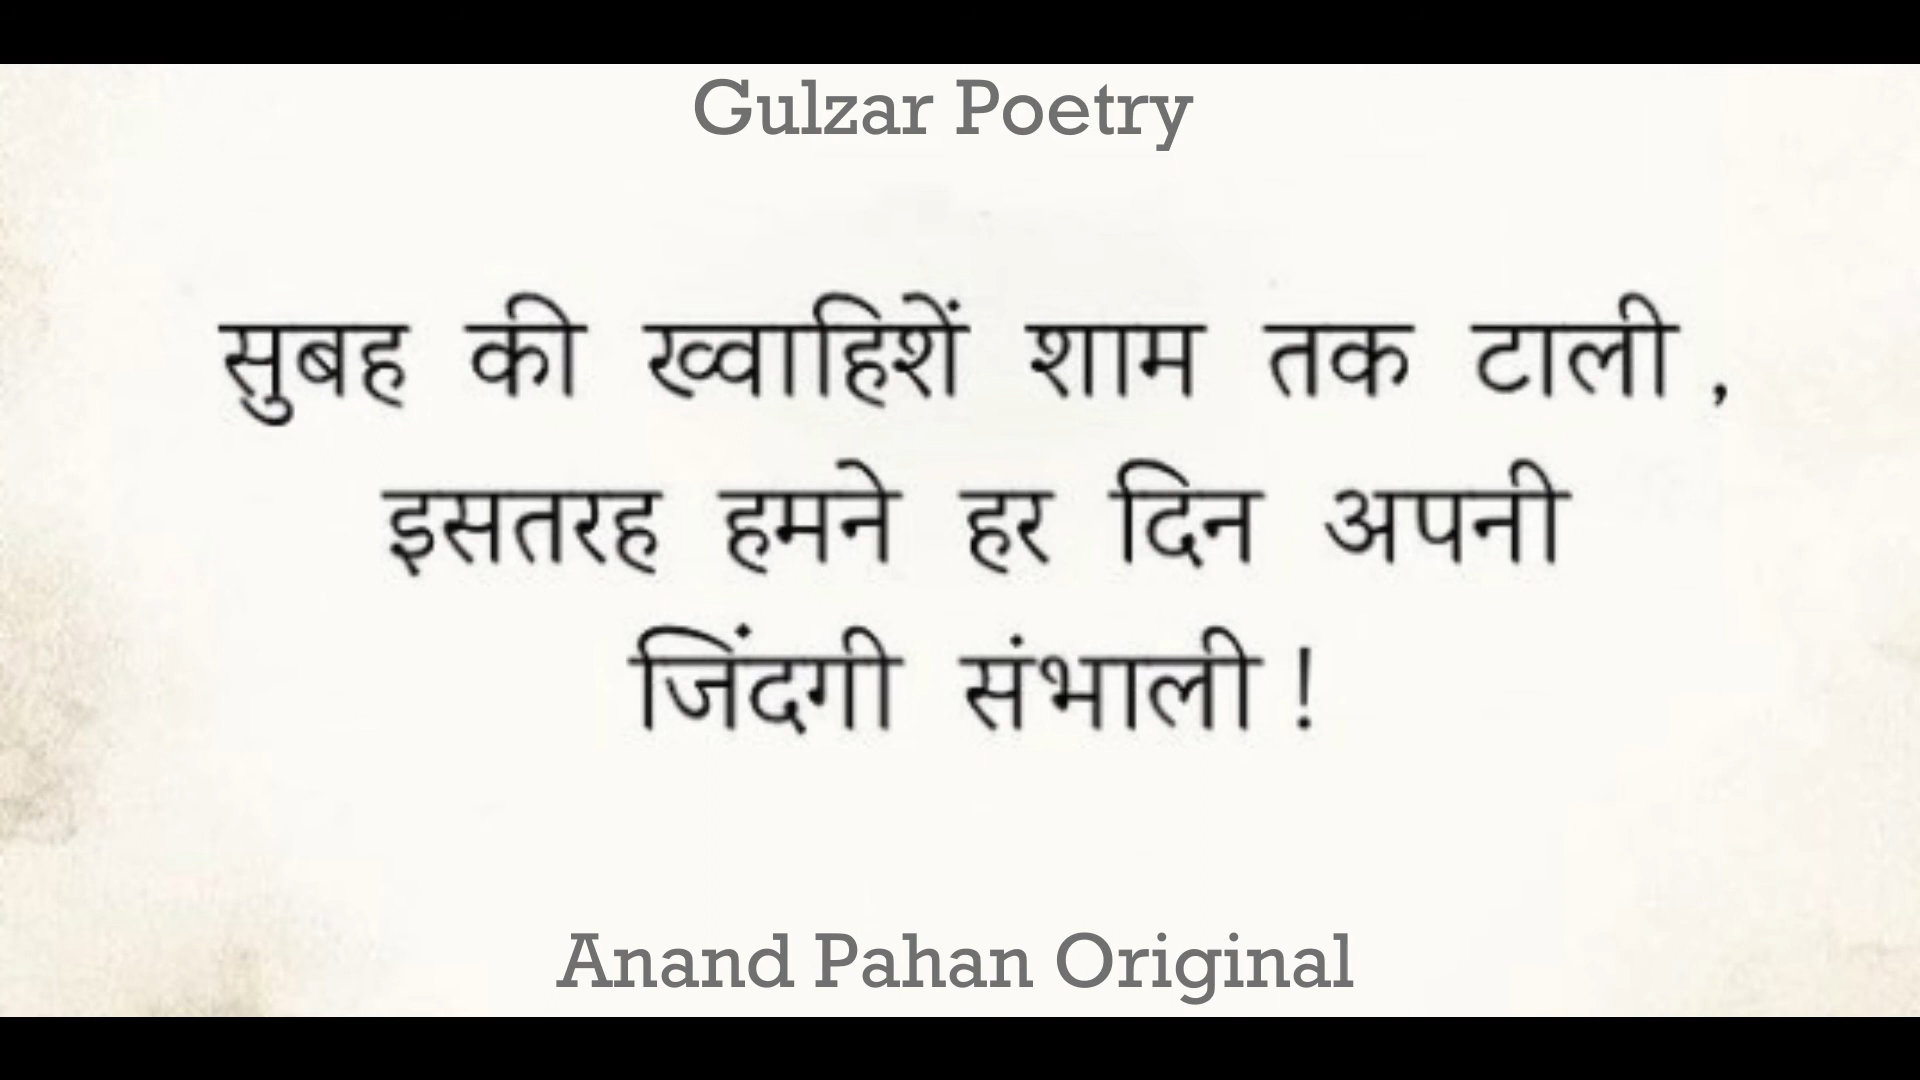 Gulzar Poetry
सुबह की ख्वाहिशें शाम तक टाली ,
इसतरह हमने हर दिन अपनी
जिंदगी संभाली !
Anand Pahan Original